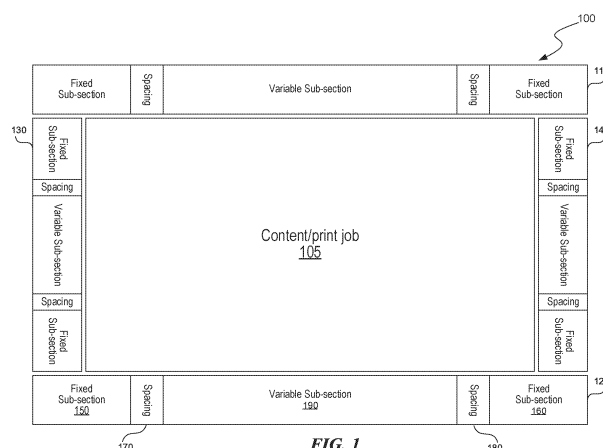 100
Fixed
Sub-section
Spacing
Variable Sub-section
Spacing
Fixed
Sub-section
11
130
Fixed
Sub-section
Spacing
Variable Sub-section
Spacing
Fixed
Sub-section
Content/print job
105
14
Fixed
Sub-section
Spacing
Variable Sub-section
Spacing
Fixed
Sub-section
Fixed
Sub-section
150
Spacing
Variable Sub-section
190
Spacing
Fixed
Sub-section
160
12
170
180
FIG. 1